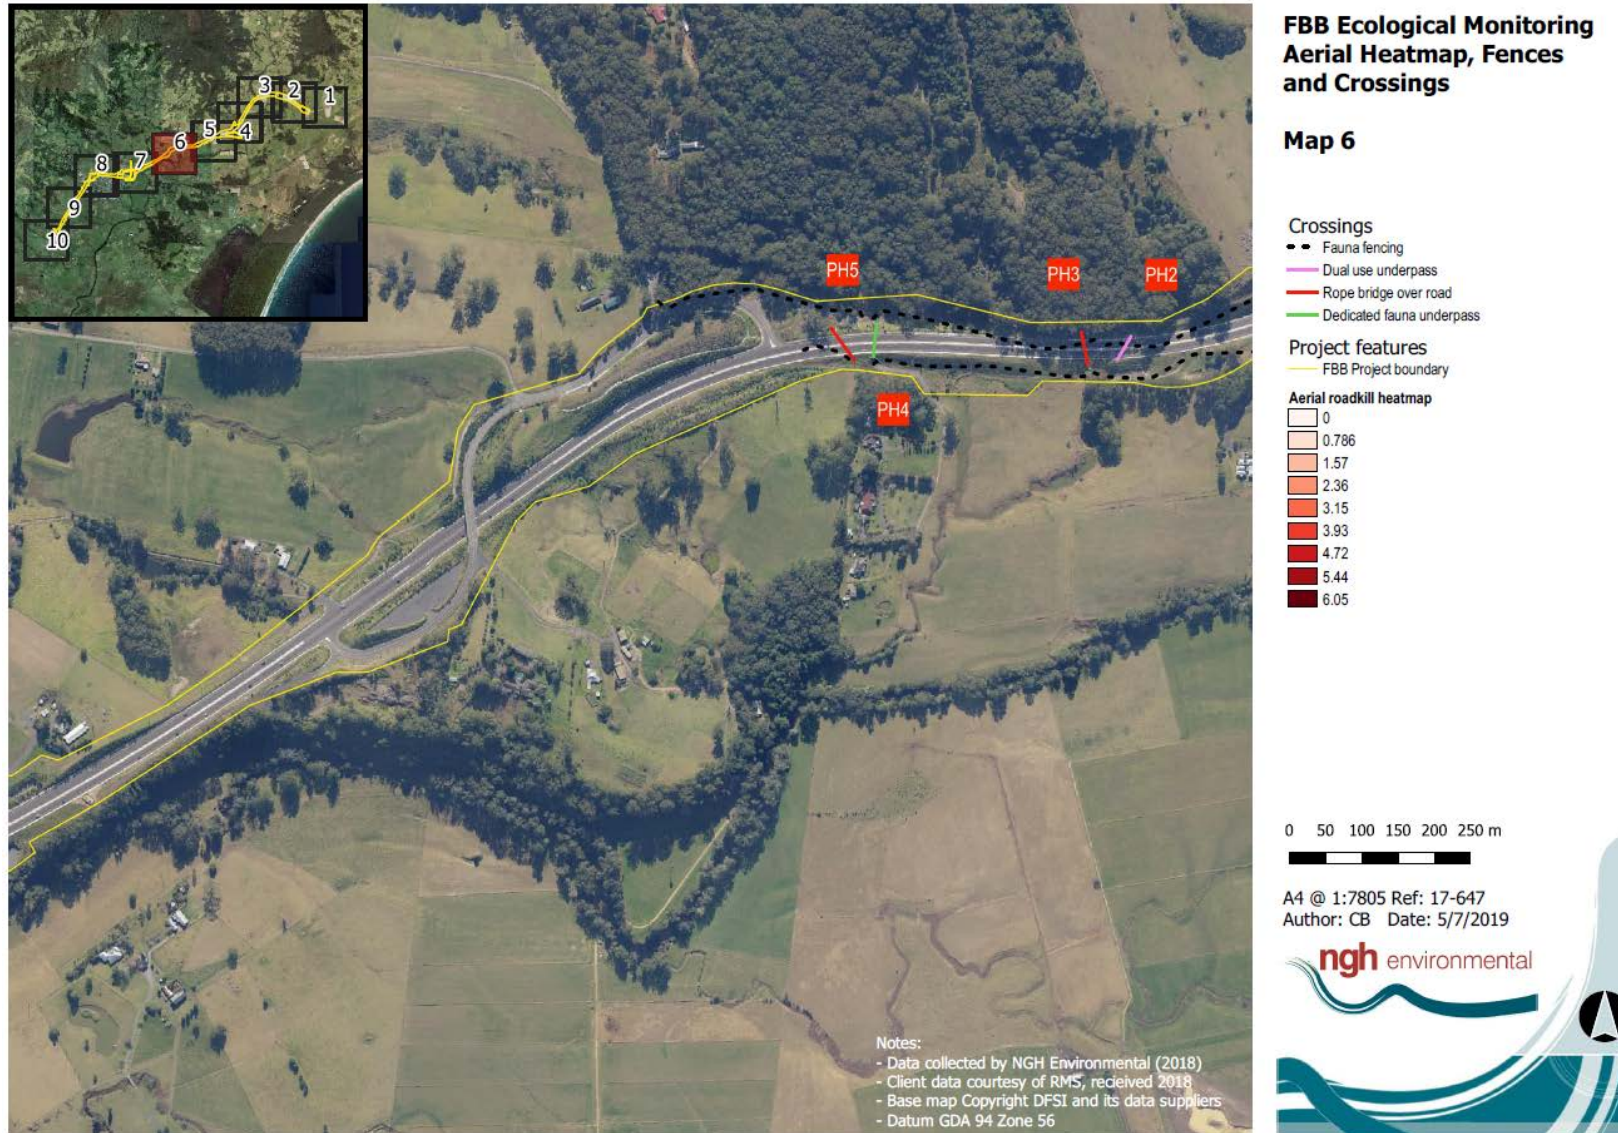 FBB Ecological Monitoring
Aerial Heatmap, Fences
and Crossings
Map 6
3
2
1
5
4
6
7
8
9
10
PH5
PH3
PH2
PH4
Crossings
Fauna fencing
Dual use underpass
Rope bridge over road
Dedicated fauna underpass
Project features
FBB Project boundary
Aerial roadkill heatmap
0
0.786
1.57
2.36
3.15
3.93
4.72
5.44
6.05
0 50 100 150 200 250 m
A4 @ 1:7805 Ref: 17-647
Author: CB Date: 5/7/2019
ngh environmental
Notes:
- Data collected by NGH Environmental (2018)
- Client data courtesy of RMS, recieived 2018
- Base map Copyright DFSI and its data suppliers
- Datum GDA 94 Zone 56